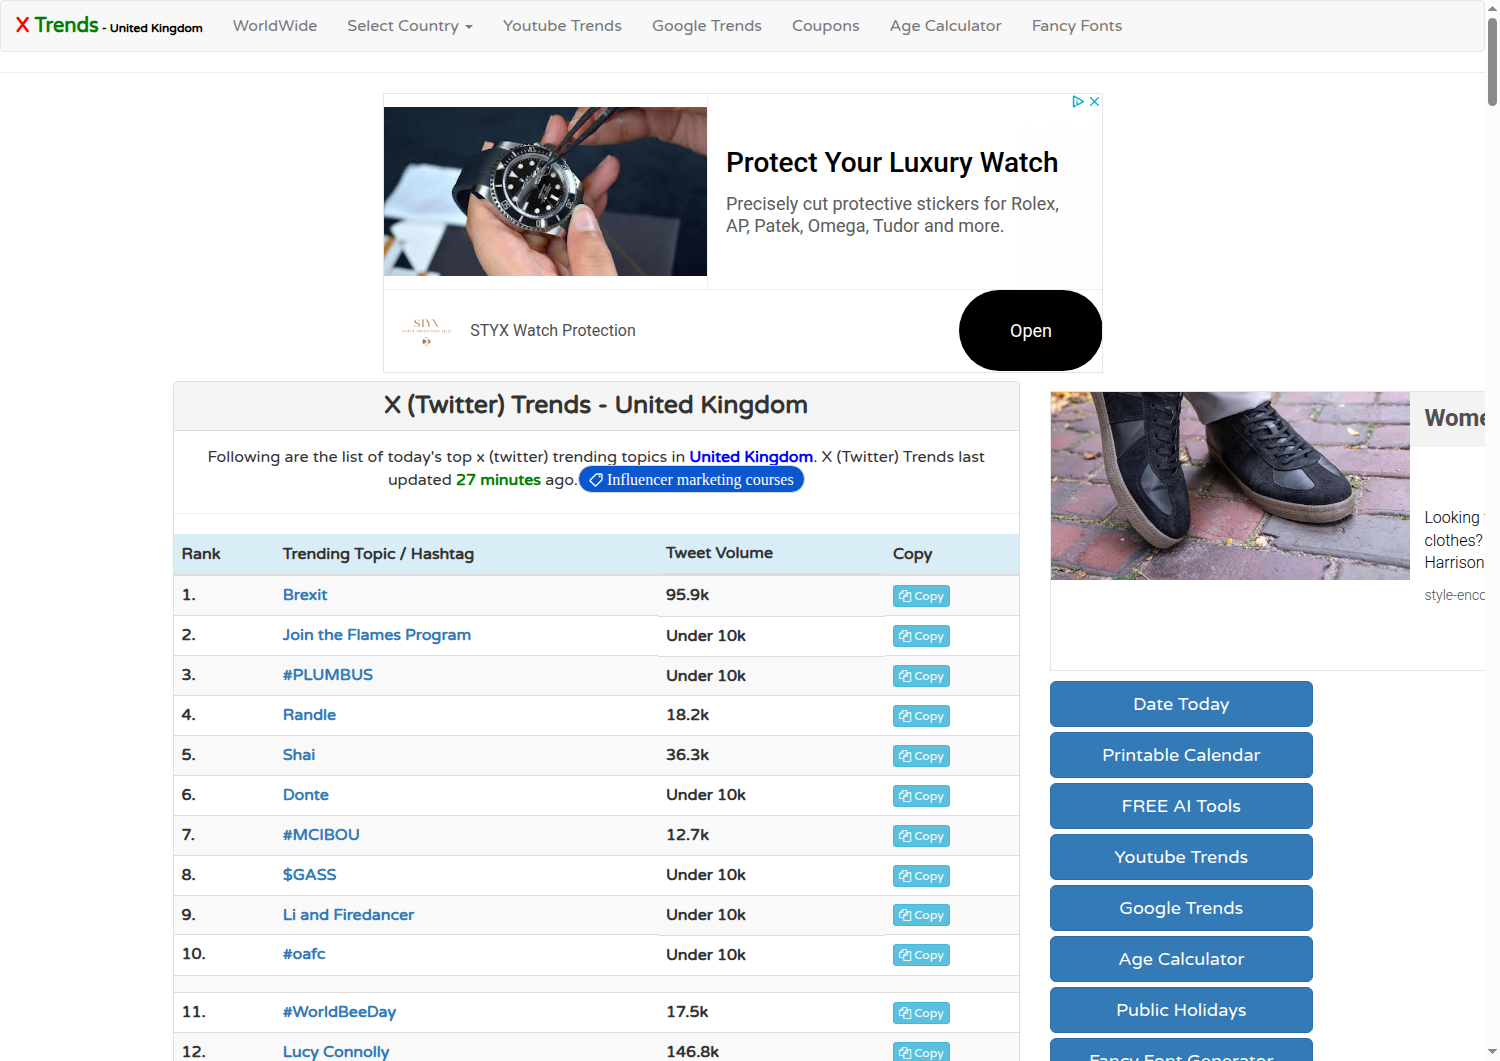 X Trends - United Kingdom WorldWide Select Country Youtube Trends Google Trends Coupons Age Calculator Fancy Fonts
Protect Your Luxury Watch
Precisely cut protective stickers for Rolex,
AP, Patek, Omega, Tudor and more.
STYX
STYX Watch Protection
Open
X (Twitter) Trends - United Kingdom
Following are the list of today's top x (twitter) trending topics in United Kingdom. X (Twitter) Trends last
updated 27 minutes ago. Influencer marketing courses
Rank Trending Topic / Hashtag Tweet Volume Copy
1. Brexit 95.9k Copy
2. Join the Flames Program Under 10k Copy
3. #PLUMBUS Under 10k Copy
4. Randle 18.2k Copy
5. Shai 36.3k Copy
6. Donte Under 10k Copy
7. #MCIBOU 12.7k Copy
8. $GASS Under 10k Copy
9. Li and Firedancer Under 10k Copy
10. #oafc Under 10k Copy
11. #WorldBeeDay 17.5k Copy
12. Lucy Connolly 146.8k Copy
Wome
Looking
clothes?
Harrison
style-enco
Date Today
Printable Calendar
FREE AI Tools
Youtube Trends
Google Trends
Age Calculator
Public Holidays
Fancy Font Generator